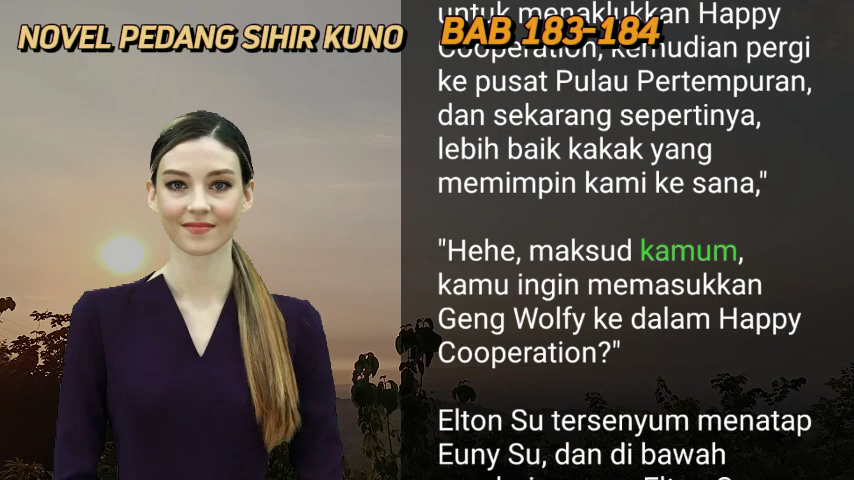 NOVEL PEDANG SIHIR KUNO
BAB 183-184
untuk menaklukkan Happy
Cooperation, kemudian pergi
ke pusat Pulau Pertempuran,
dan sekarang sepertinya,
lebih baik kakak yang
memimpin kami ke sana,"
"Hehe, maksud kamum,
kamu ingin memasukkan
Geng Wolfy ke dalam Happy
Cooperation?"
Elton Su tersenyum menatap
Euny Su, dan di bawah